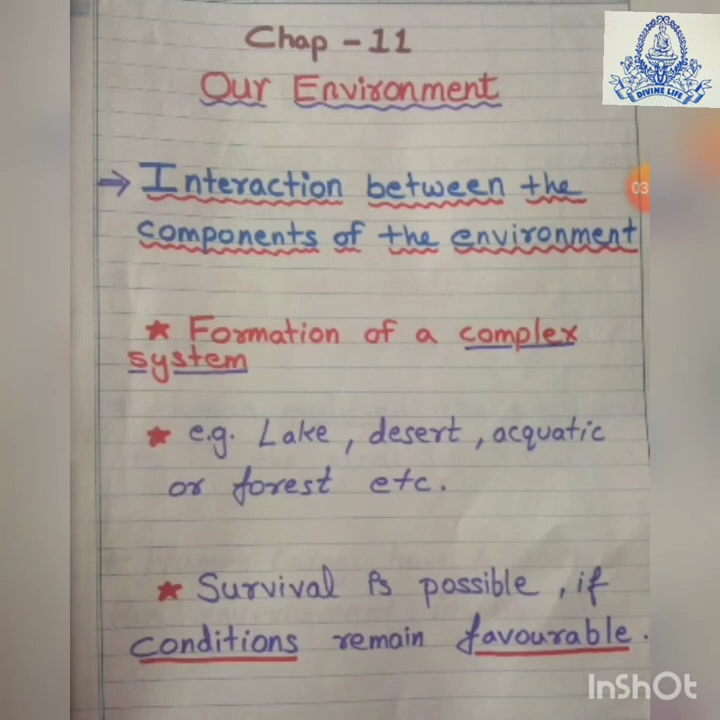 Chap - 11
Our Environment
DIVINE LIFE
→ Interaction between the
03
components of the environment
★ Formation of a complex
system
★ e.g. Lake, desert, acquatic
or forest etc.
★ Survival is possible, if
conditions remain favourable.
InShOt